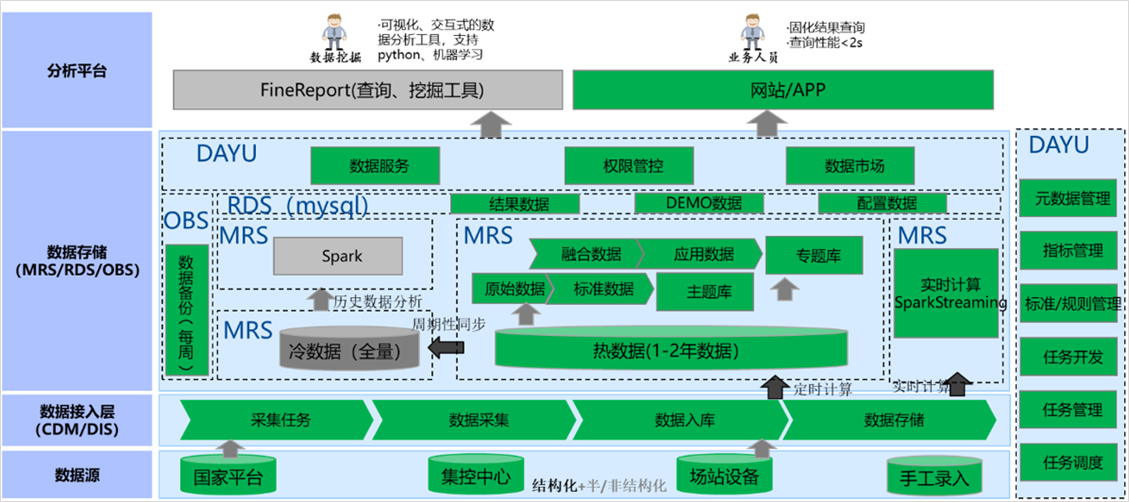 分析平台
数据挖掘
·可视化、交互式的数
据分析工具，支持
python、机器学习
业务人员
·固化结果查询
·查询性能<2s
FineReport(查询、挖掘工具)
网站/APP
数据存储
(MRS/RDS/OBS)
DAYU
数据服务
权限管控
数据市场
OBS
数据备份（每周）
RDS（mysql）
结果数据
DEMO数据
配置数据
MRS
Spark
历史数据分析
MRS
冷数据（全量）
周期性同步
MRS
融合数据
应用数据
专题库
原始数据
标准数据
主题库
热数据(1-2年数据)
MRS
实时计算
SparkStreaming
定时计算
实时计算
DAYU
元数据管理
指标管理
标准/规则管理
任务开发
任务管理
任务调度
数据接入层
(CDM/DIS)
采集任务
数据采集
数据入库
数据存储
数据源
国家平台
集控中心
场站设备
手工录入
结构化+半/非结构化